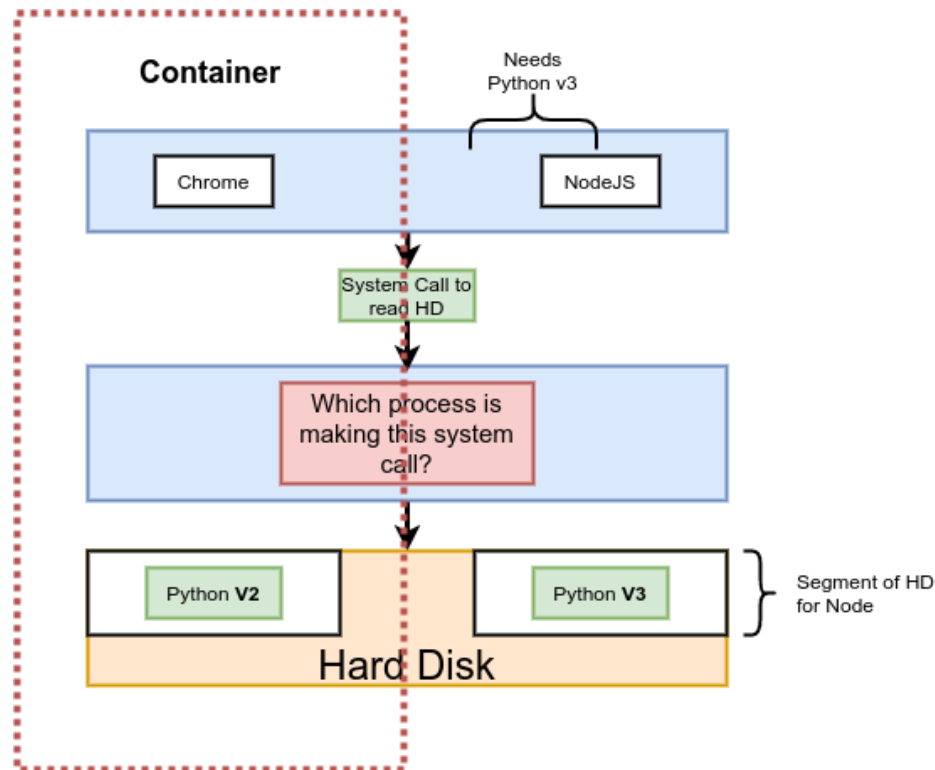 Container
Needs
Python v3
Chrome
NodeJS
System Call to
read HD
Which process is
making this system
call?
Python V2
Python V3
Segment of HD
for Node
Hard Disk